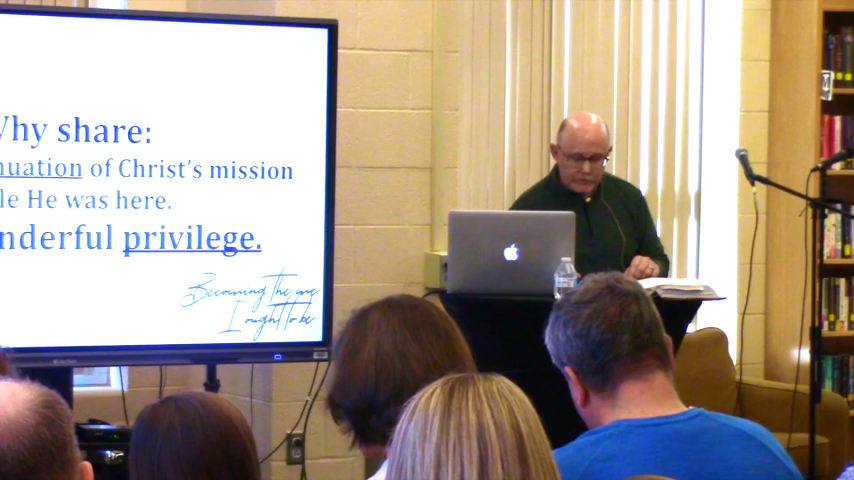 Why share:
nuation of Christ's mission
le He was here.
nderful privilege.
Becoming the one
I ought to be